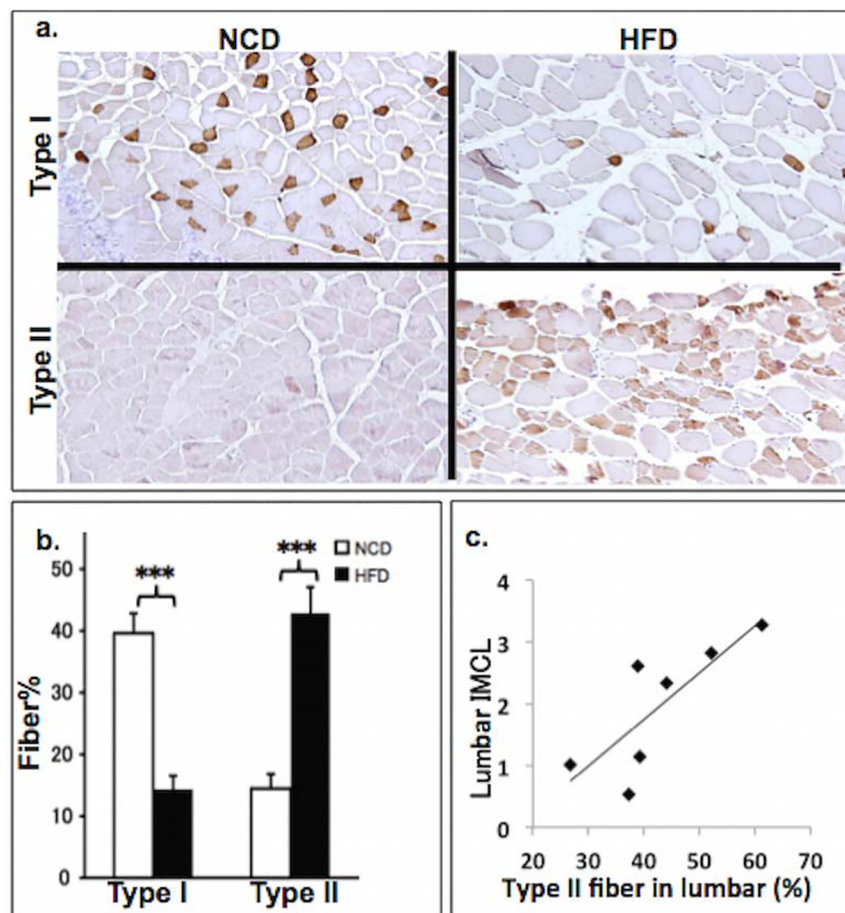 a.
NCD HFD
Type I
Type II
b.
*** ***
NCD
HFD
50
40
30
20
10
0
Fiber%
Type I Type II
c.
4
3
2
1
0
Lumbar IMCL
20 30 40 50 60 70
Type II fiber in lumbar (%)